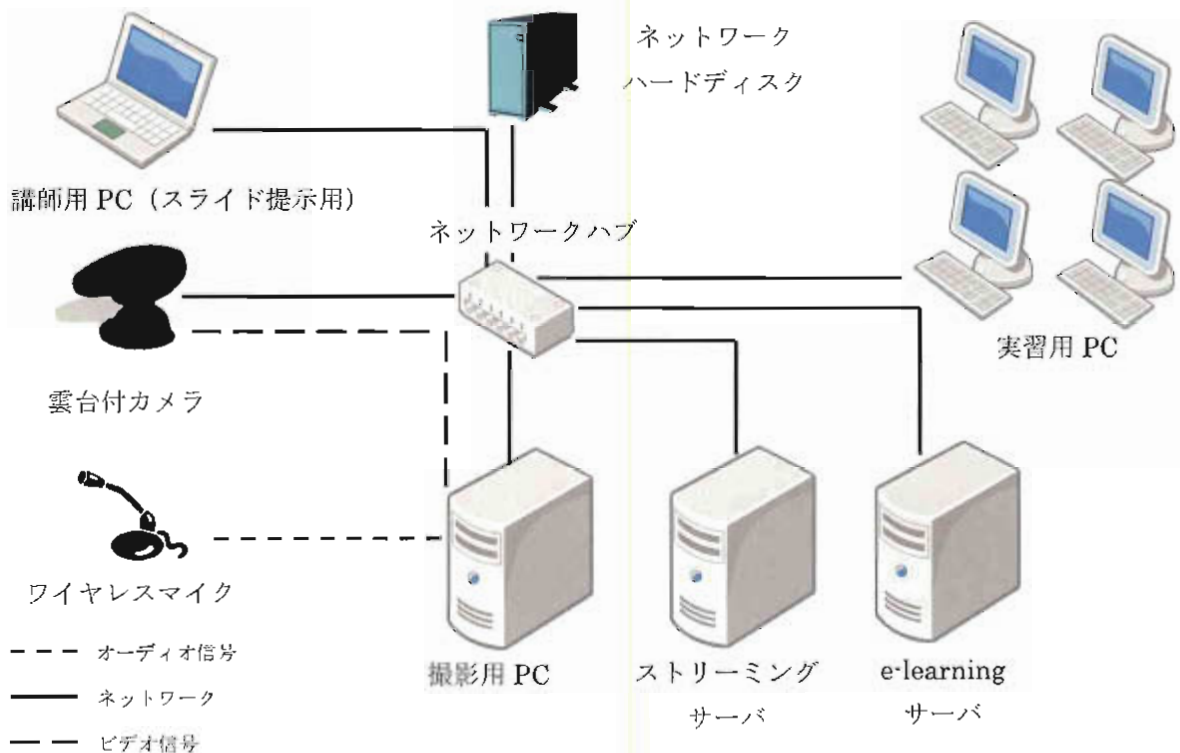 ネットワーク
ハードディスク
講師用 PC（スライド提示用）
ネットワークハブ
実習用 PC
雲台付カメラ
ワイヤレスマイク
オーディオ信号
ネットワーク
ビデオ信号
撮影用 PC
ストリーミング
サーバ
e-learning
サーバ